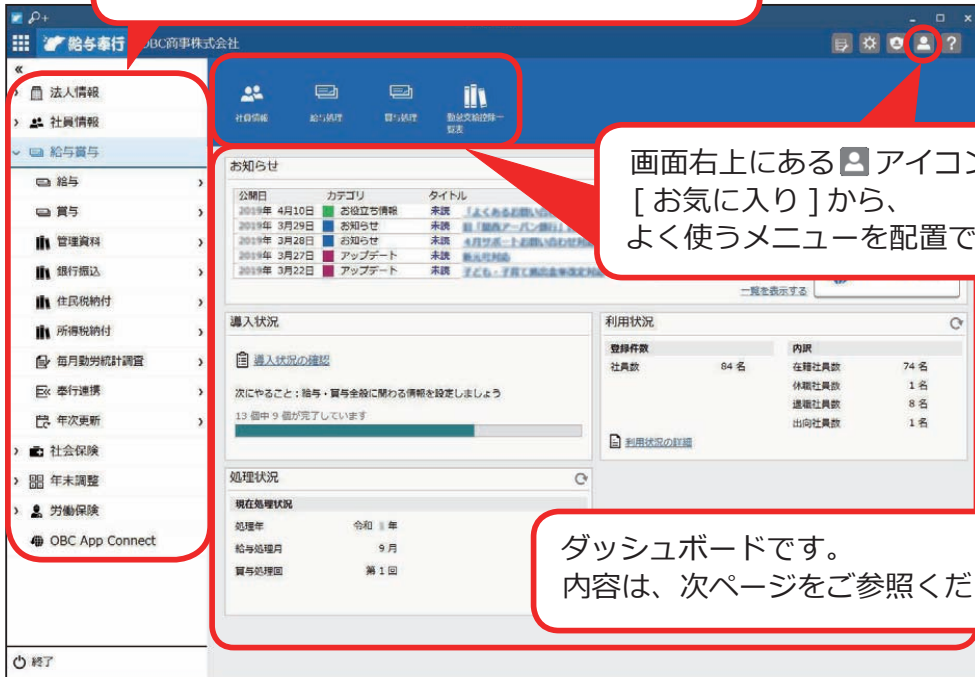 給与奉行 OBC商事株式会社
«
法人情報
社員情報
給与賞与
給与
賞与
管理資料
銀行振込
住民税納付
所得税納付
毎月勤労統計調査
奉行連携
年次更新
社会保険
年末調整
労働保険
OBC App Connect
終了
社員情報
給与処理
賞与処理
勤怠支給控除一
覧表
画面右上にある アイコン
[ お気に入り ] から、
よく使うメニューを配置で
お知らせ
公開日 カテゴリ タイトル
2019年 4月10日 お役立ち情報 未読
2019年 3月29日 お知らせ 未読
2019年 3月28日 お知らせ 未読
2019年 3月27日 アップデート 未読
2019年 3月22日 アップデート 未読
一覧を表示する
導入状況
導入状況の確認
次にやること：給与・賞与全般に関わる情報を設定しましょう
13 個中 9 個が完了しています
利用状況
登録件数 内訳
社員数 84 名 在籍社員数 74 名
休職社員数 1 名
退職社員数 8 名
出向社員数 1 名
利用状況の詳細
処理状況
現在処理状況
処理年 令和 年
給与処理月 9 月
賞与処理回 第 1 回
ダッシュボードです。
内容は、次ページをご参照くだ